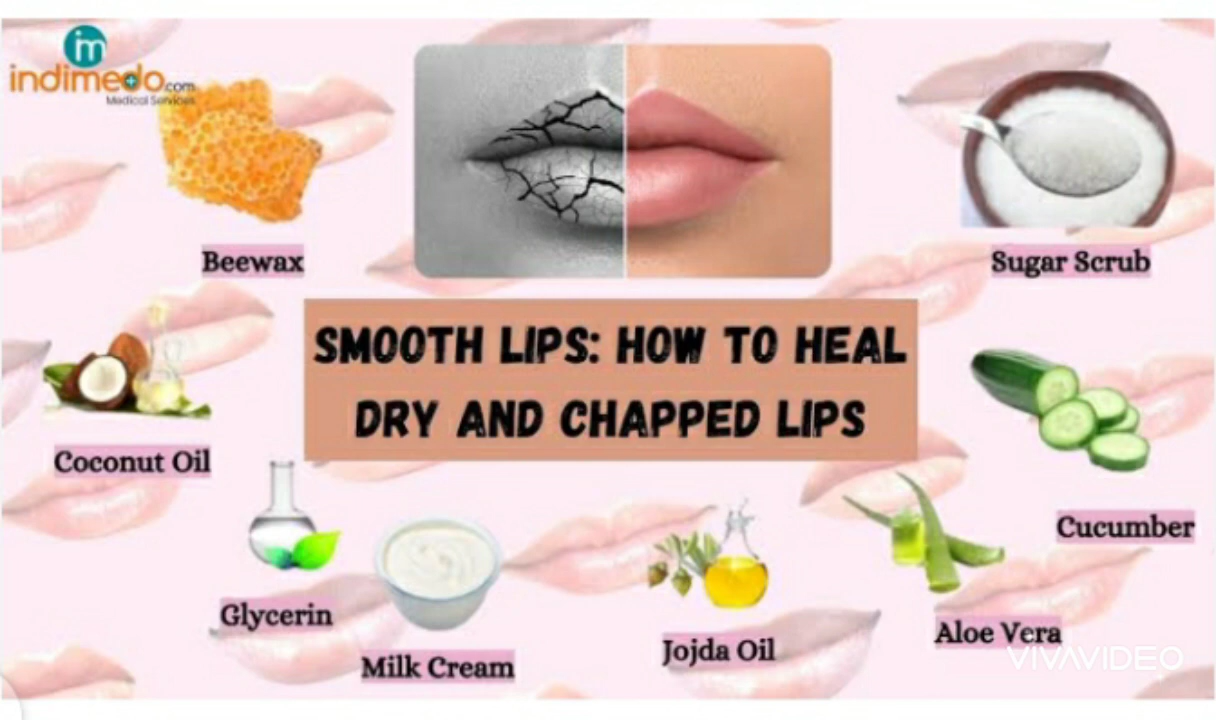 im
indimedo.com
Medical Services
Beewax
Sugar Scrub
SMOOTH LIPS: HOW TO HEAL
DRY AND CHAPPED LIPS
Coconut Oil
Cucumber
Glycerin
Milk Cream
Jojda Oil
Aloe Vera
VIVAVIDEO